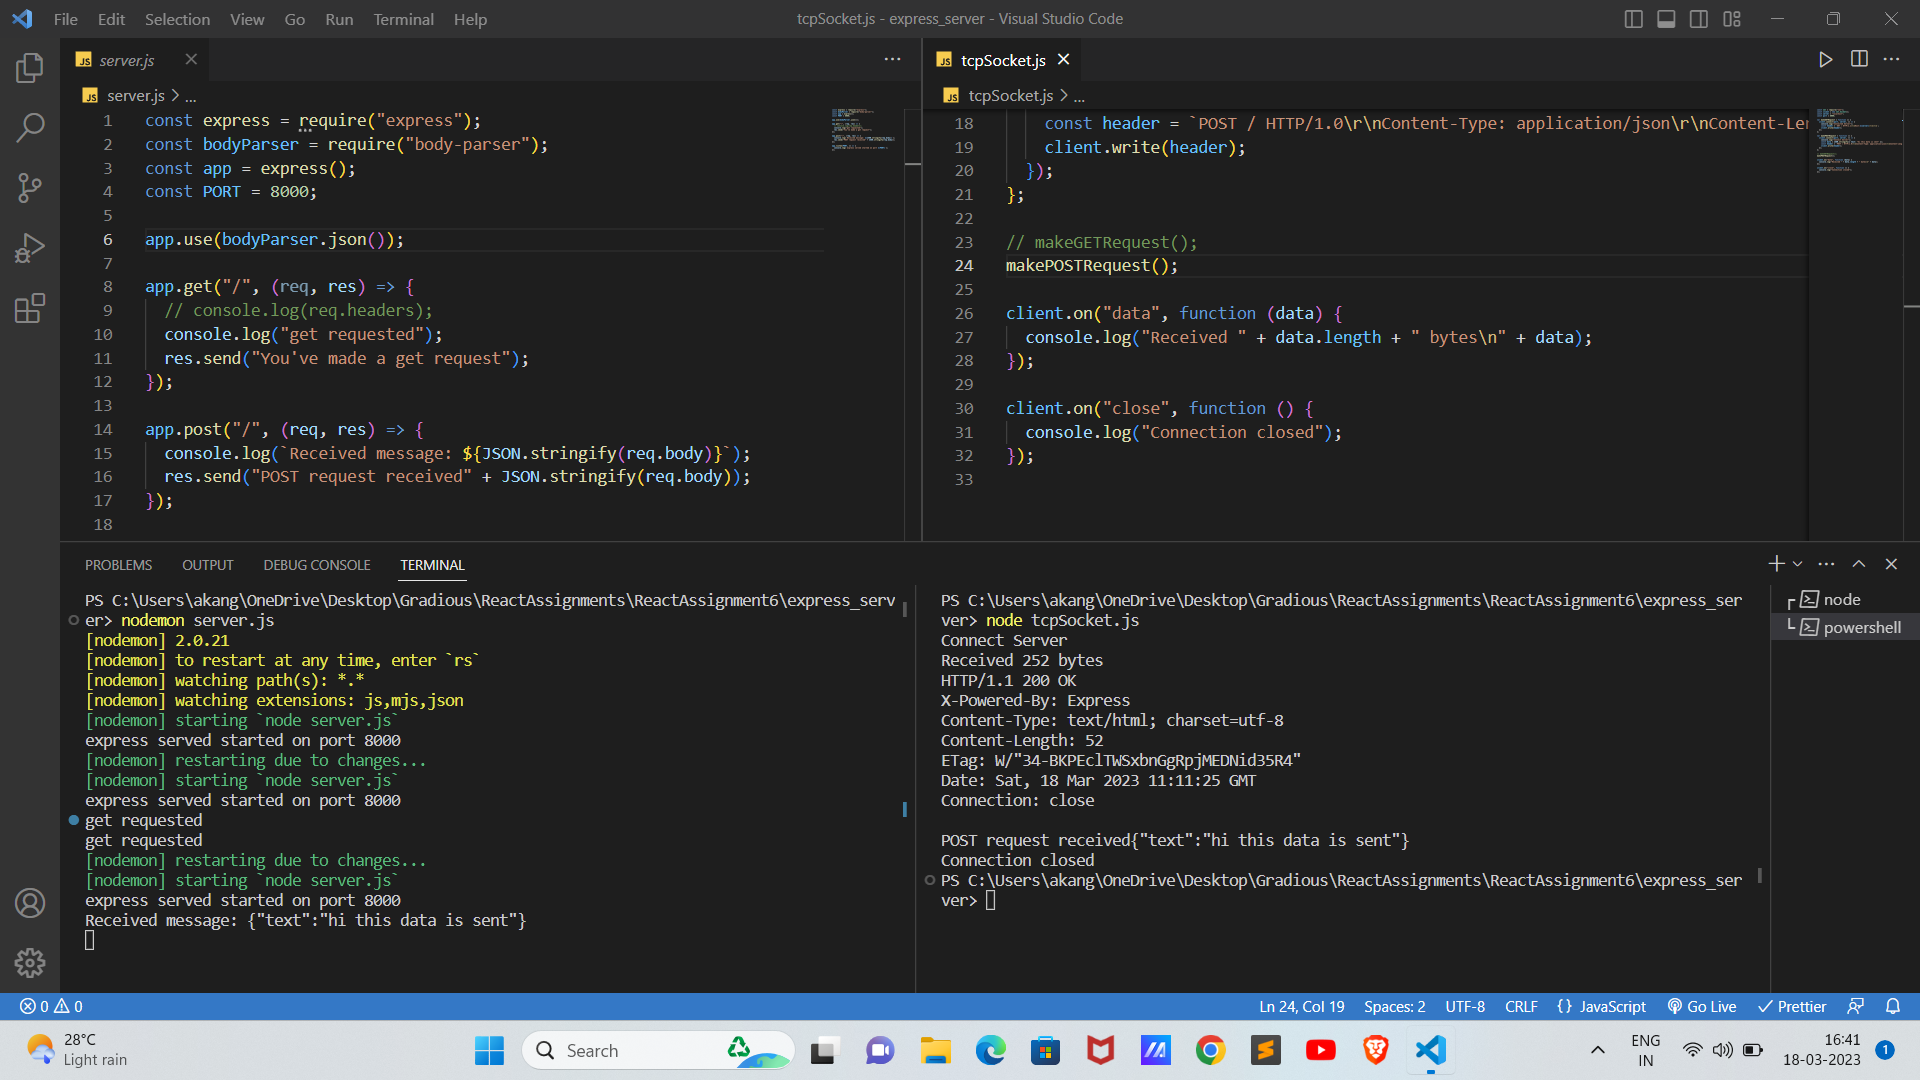 File Edit Selection View Go Run Terminal Help
tcpSocket.js - express_server - Visual Studio Code
server.js
server.js > ...
1 const express = require("express");
2 const bodyParser = require("body-parser");
3 const app = express();
4 const PORT = 8000;
5
6 app.use(bodyParser.json());
7
8 app.get("/", (req, res) => {
9 // console.log(req.headers);
10 console.log("get requested");
11 res.send("You've made a get request");
12 });
13
14 app.post("/", (req, res) => {
15 console.log(`Received message: ${JSON.stringify(req.body)}`);
16 res.send("POST request received" + JSON.stringify(req.body));
17 });
18
tcpSocket.js
tcpSocket.js > ...
18 const header = `POST / HTTP/1.0\r\nContent-Type: application/json\r\nContent-Le
19 client.write(header);
20 });
21 };
22
23 // makeGETRequest();
24 makePOSTRequest();
25
26 client.on("data", function (data) {
27 console.log("Received " + data.length + " bytes\n" + data);
28 });
29
30 client.on("close", function () {
31 console.log("Connection closed");
32 });
33
PROBLEMS OUTPUT DEBUG CONSOLE TERMINAL
PS C:\Users\akang\OneDrive\Desktop\Gradious\ReactAssignments\ReactAssignment6\express_serv
er> nodemon server.js
[nodemon] 2.0.21
[nodemon] to restart at any time, enter `rs`
[nodemon] watching path(s): *.*
[nodemon] watching extensions: js,mjs,json
[nodemon] starting `node server.js`
express served started on port 8000
[nodemon] restarting due to changes...
[nodemon] starting `node server.js`
express served started on port 8000
get requested
get requested
[nodemon] restarting due to changes...
[nodemon] starting `node server.js`
express served started on port 8000
Received message: {"text":"hi this data is sent"}
PS C:\Users\akang\OneDrive\Desktop\Gradious\ReactAssignments\ReactAssignment6\express_ser
ver> node tcpSocket.js
Connect Server
Received 252 bytes
HTTP/1.1 200 OK
X-Powered-By: Express
Content-Type: text/html; charset=utf-8
Content-Length: 52
ETag: W/"34-BKPEclTWSxbnGgRpjMEDNid35R4"
Date: Sat, 18 Mar 2023 11:11:25 GMT
Connection: close

POST request received{"text":"hi this data is sent"}
Connection closed
PS C:\Users\akang\OneDrive\Desktop\Gradious\ReactAssignments\ReactAssignment6\express_ser
ver>
node
powershell
0 0
Ln 24, Col 19 Spaces: 2 UTF-8 CRLF {} JavaScript Go Live Prettier
28°C
Light rain
Search
ENG
IN
16:41
18-03-2023
1